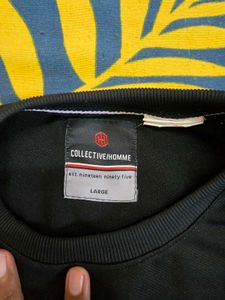 COLLECTIVE/HOMME
est. nineteen ninety five
LARGE